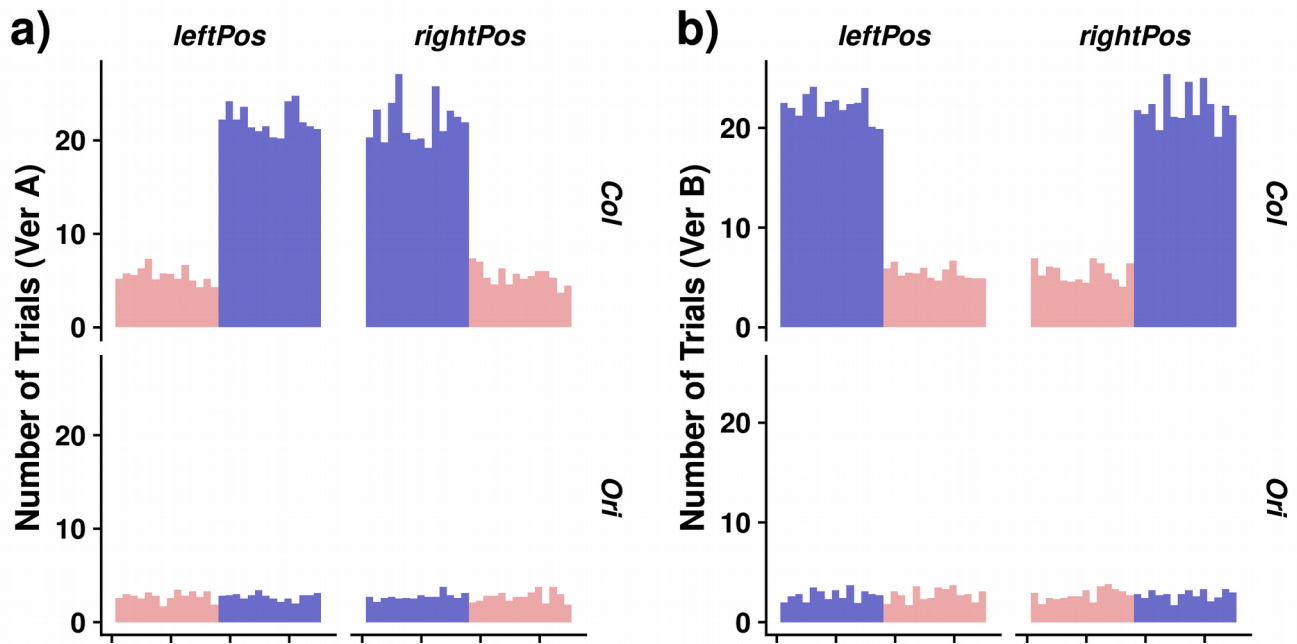 a)
leftPos
rightPos
Number of Trials (Ver A)
20
10
0
Col
20
10
0
Ori
b)
leftPos
rightPos
Number of Trials (Ver B)
20
10
0
Col
20
10
0
Ori